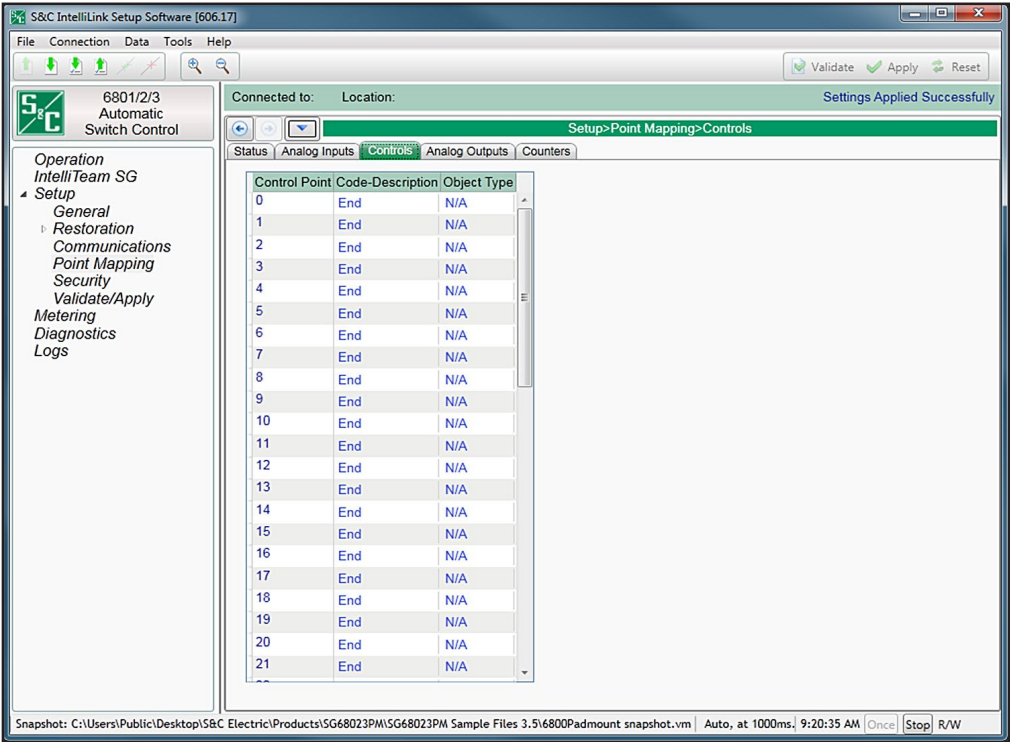 S&C IntelliLink Setup Software [606.17]
File Connection Data Tools Help
Validate Apply Reset
S&C
6801/2/3
Automatic
Switch Control
Connected to: Location: Settings Applied Successfully
Setup>Point Mapping>Controls
Status Analog Inputs Controls Analog Outputs Counters
Operation
IntelliTeam SG
Setup
General
Restoration
Communications
Point Mapping
Security
Validate/Apply
Metering
Diagnostics
Logs
Control Point Code-Description Object Type
0 End N/A
1 End N/A
2 End N/A
3 End N/A
4 End N/A
5 End N/A
6 End N/A
7 End N/A
8 End N/A
9 End N/A
10 End N/A
11 End N/A
12 End N/A
13 End N/A
14 End N/A
15 End N/A
16 End N/A
17 End N/A
18 End N/A
19 End N/A
20 End N/A
21 End N/A
Snapshot: C:\Users\Public\Desktop\S&C Electric\Products\SG68023PM\SG68023PM Sample Files 3.5\6800Padmount snapshot.vm Auto, at 1000ms. 9:20:35 AM Once Stop R/W